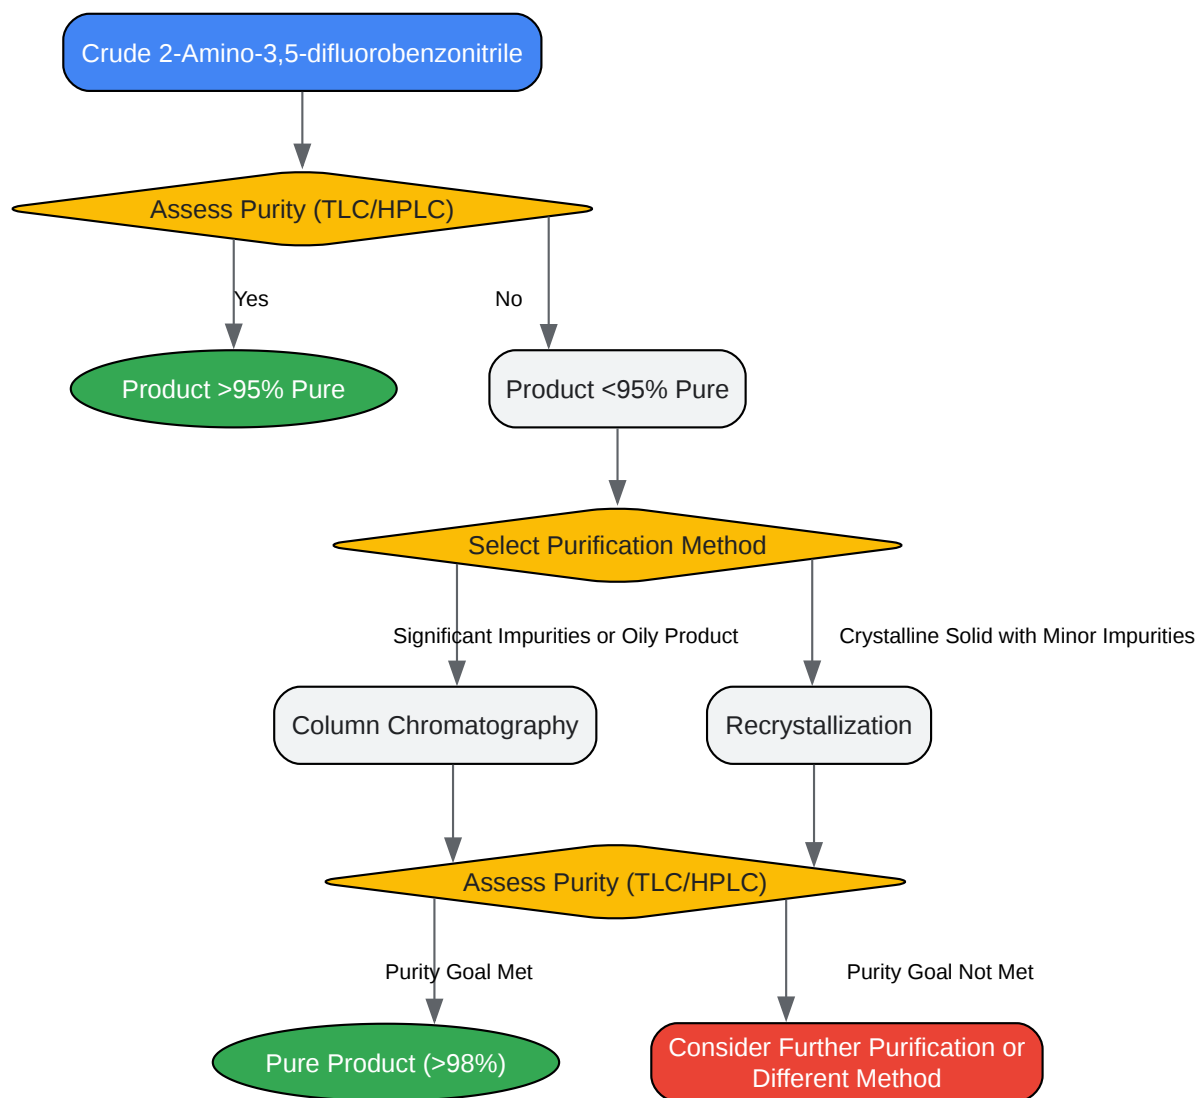 Crude 2-Amino-3,5-difluorobenzonitrile
Assess Purity (TLC/HPLC)
Yes
No
Product >95% Pure
Product <95% Pure
Select Purification Method
Significant Impurities or Oily Product
Crystalline Solid with Minor Impurities
Column Chromatography
Recrystallization
Assess Purity (TLC/HPLC)
Purity Goal Met
Purity Goal Not Met
Pure Product (>98%)
Consider Further Purification or
Different Method